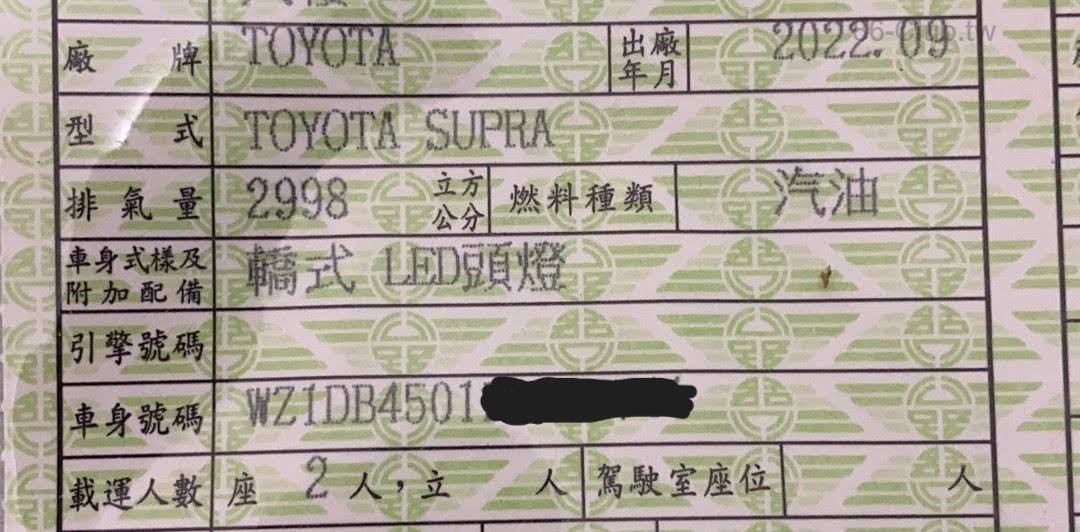 廠牌 TOYOTA 出廠年月 2022.09
型式 TOYOTA SUPRA
排氣量 2998 立方公分 燃料種類 汽油
車身式樣及附加配備 轎式 LED頭燈
引擎號碼
車身號碼 WZ1DB4501
載運人數 座 2 人,立 人 駕駛室座位 人